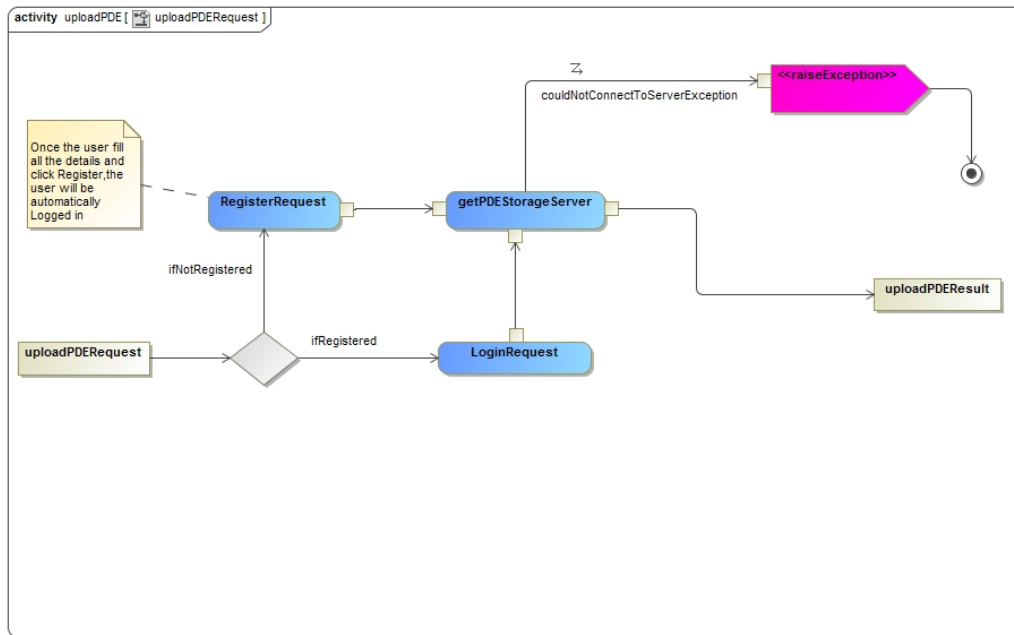 activity uploadPDE [ uploadPDERequest ]
<<raiseException>>
couldNotConnectToServerException
Once the user fill
all the details and
click Register,the
user will be
automatically
Logged in
RegisterRequest
getPDEStorageServer
ifNotRegistered
uploadPDEResult
uploadPDERequest
ifRegistered
LoginRequest